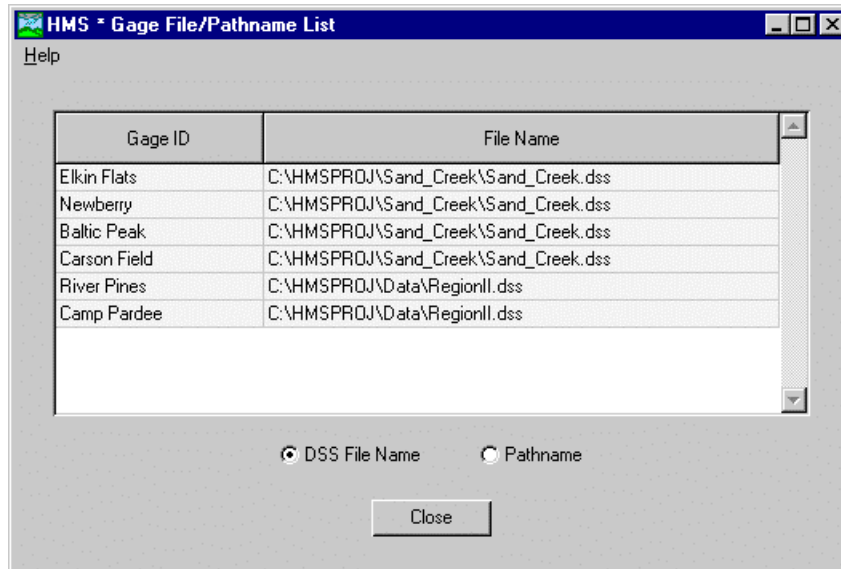 HMS * Gage File/Pathname List
Help
Gage ID File Name
Elkin Flats C:\HMSPROJ\Sand_Creek\Sand_Creek.dss
Newberry C:\HMSPROJ\Sand_Creek\Sand_Creek.dss
Baltic Peak C:\HMSPROJ\Sand_Creek\Sand_Creek.dss
Carson Field C:\HMSPROJ\Sand_Creek\Sand_Creek.dss
River Pines C:\HMSPROJ\Data\RegionII.dss
Camp Pardee C:\HMSPROJ\Data\RegionII.dss
DSS File Name Pathname
Close